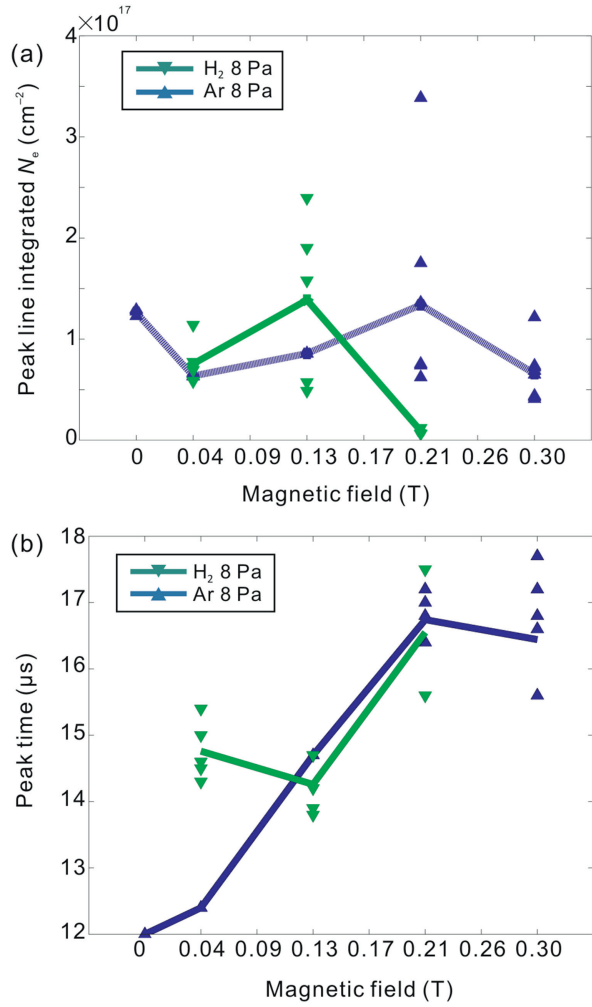 (a)
×10¹⁷
4
3
2
1
0
Peak line integrated Nₑ (cm⁻²)
H₂ 8 Pa
Ar 8 Pa
0 0.04 0.09 0.13 0.17 0.21 0.26 0.30
Magnetic field (T)
(b)
18
17
16
15
14
13
12
Peak time (μs)
H₂ 8 Pa
Ar 8 Pa
0 0.04 0.09 0.13 0.17 0.21 0.26 0.30
Magnetic field (T)